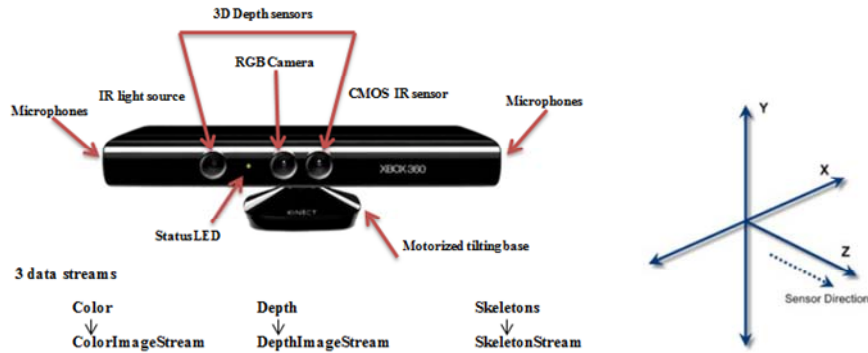 3D Depth sensors
RGB Camera
IR light source
CMOS IR sensor
Microphones
Microphones
XBOX 360
KINECT
Status LED
Motorized tilting base
3 data streams
Color Depth Skeletons
ColorImageStream DepthImageStream SkeletonStream
Y
X
Z
Sensor Direction